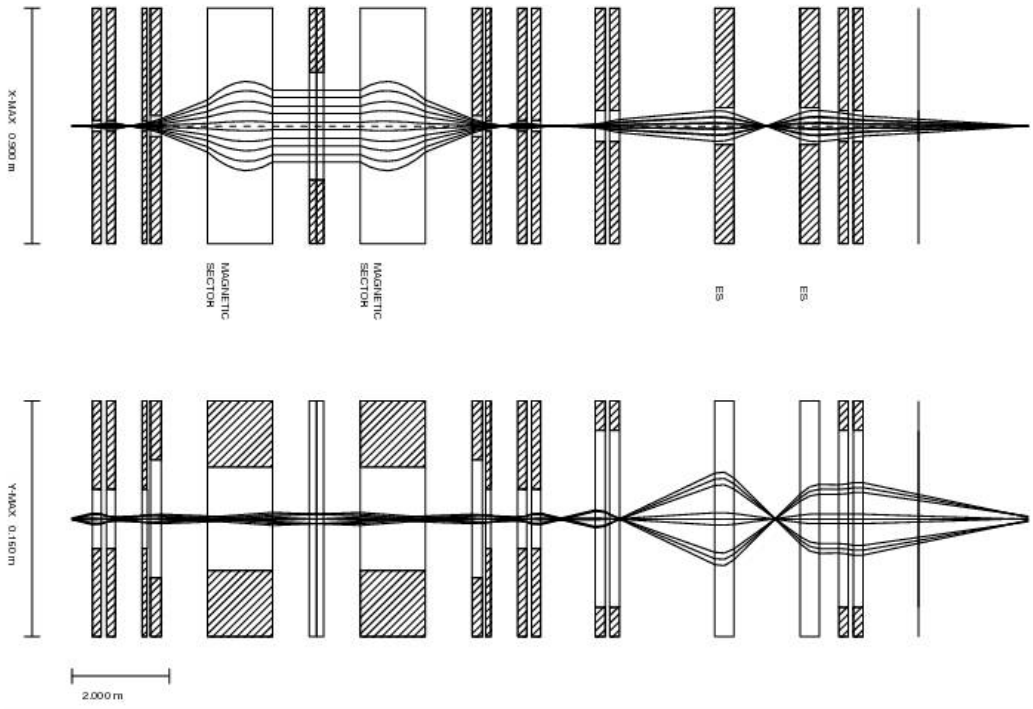 X-MAX 0.900 m
MAGNETIC
SECTOR
MAGNETIC
SECTOR
ES
ES
Y-MAX 0.150 m
2.000 m